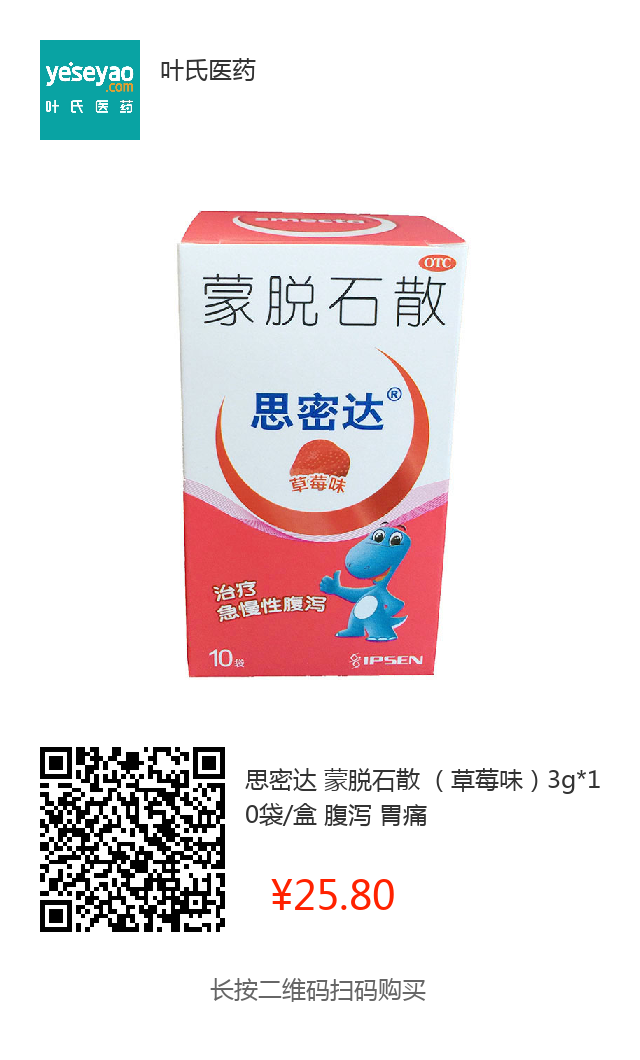 yeseyao
.com
叶氏医药
叶氏医药
smecta
OTC
蒙脱石散
思密达®
草莓味
治疗
急慢性腹泻
10袋
IPSEN
思密达 蒙脱石散 （草莓味）3g*1
0袋/盒 腹泻 胃痛
¥25.80
长按二维码扫码购买